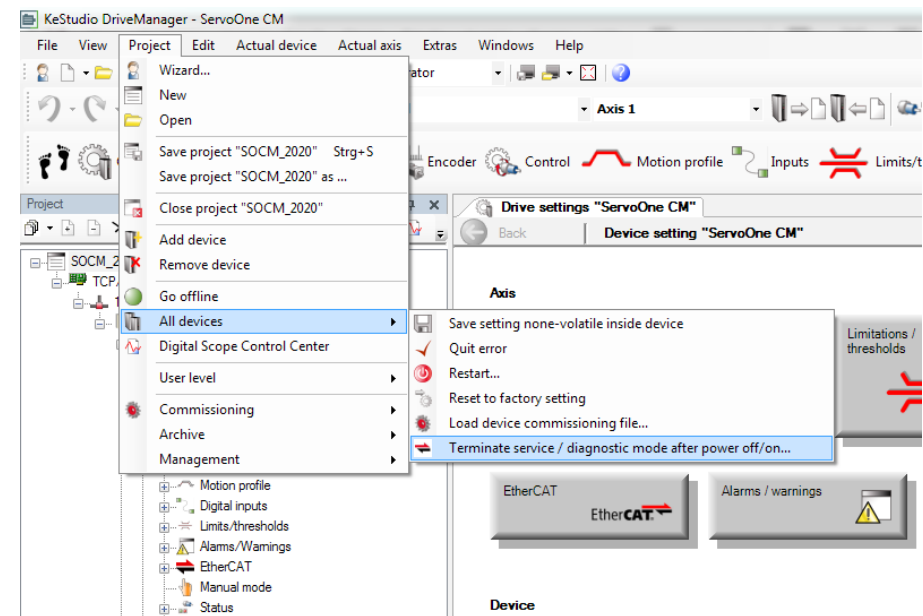 KeStudio DriveManager - ServoOne CM
File View Project Edit Actual device Actual axis Extras Windows Help
Wizard...
New
Open
Save project "SOCM_2020" Strg+S
Save project "SOCM_2020" as ...
Close project "SOCM_2020"
Add device
Remove device
Go offline
All devices
Digital Scope Control Center
User level
Commissioning
Archive
Management
Axis 1
Encoder Control Motion profile Inputs Limits/t
Project
SOCM_2
TCP/
Drive settings "ServoOne CM"
Back Device setting "ServoOne CM"
Axis
Save setting none-volatile inside device
Quit error
Restart...
Reset to factory setting
Load device commissioning file...
Terminate service / diagnostic mode after power off/on...
Limitations /
thresholds
EtherCAT
EtherCAT
Alarms / warnings
Motion profile
Digital inputs
Limits/thresholds
Alarms/Warnings
EtherCAT
Manual mode
Status
Device